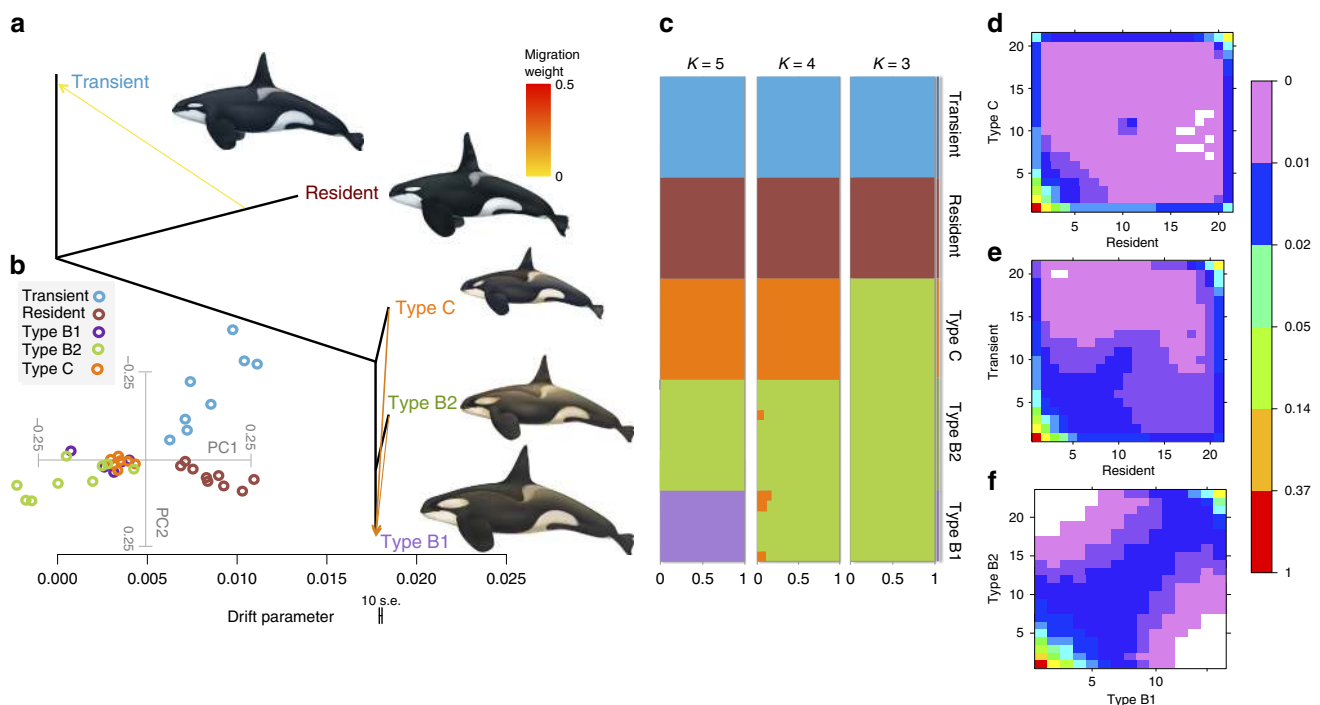 a
Transient
Resident
Migration
weight
0.5
0
b
Transient
Resident
Type B1
Type B2
Type C
–0.25
–0.25
PC1
0.25
PC2
0.25
Type C
Type B2
Type B1
0.000
0.005
0.010
0.015
0.020
0.025
Drift parameter
10 s.e.
c
K = 5
K = 4
K = 3
Transient
Resident
Type C
Type B2
Type B1
0
0.5
1
0
0.5
1
0
0.5
1
d
20
15
10
5
Type C
5
10
15
20
Resident
e
20
15
10
5
Transient
5
10
15
20
Resident
f
20
15
10
5
Type B2
5
10
Type B1
0
0.01
0.02
0.05
0.14
0.37
1